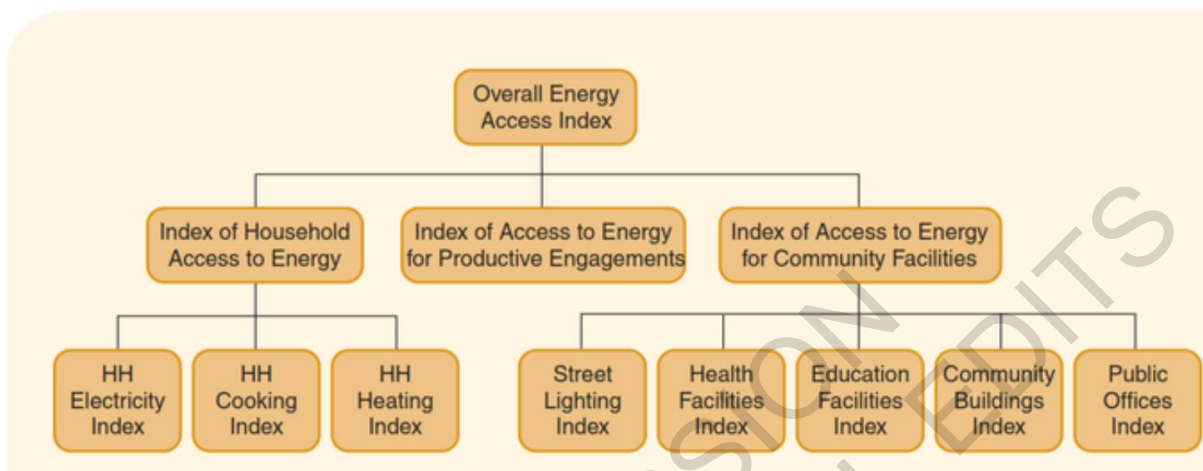 Overall Energy
Access Index
Index of Household
Access to Energy
Index of Access to Energy
for Productive Engagements
Index of Access to Energy
for Community Facilities
HH
Electricity
Index
HH
Cooking
Index
HH
Heating
Index
Street
Lighting
Index
Health
Facilities
Index
Education
Facilities
Index
Community
Buildings
Index
Public
Offices
Index
EDITS